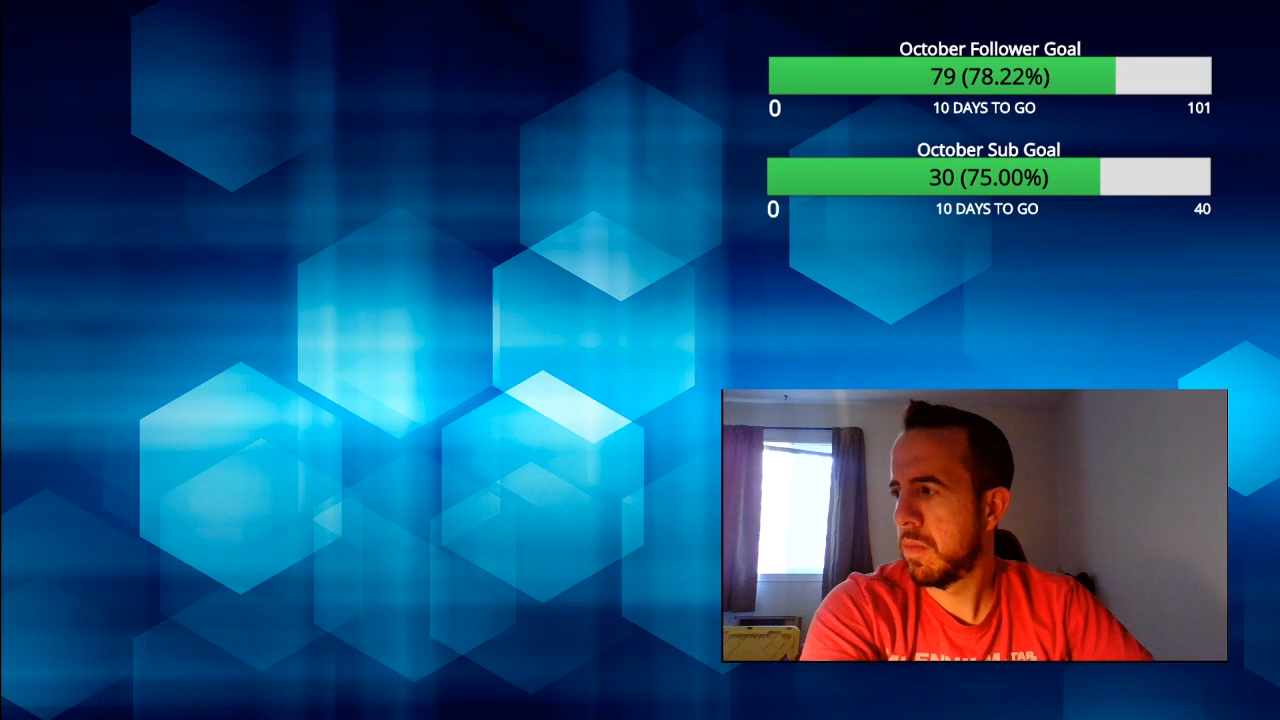 October Follower Goal
79 (78.22%)
0 10 DAYS TO GO 101
October Sub Goal
30 (75.00%)
0 10 DAYS TO GO 40